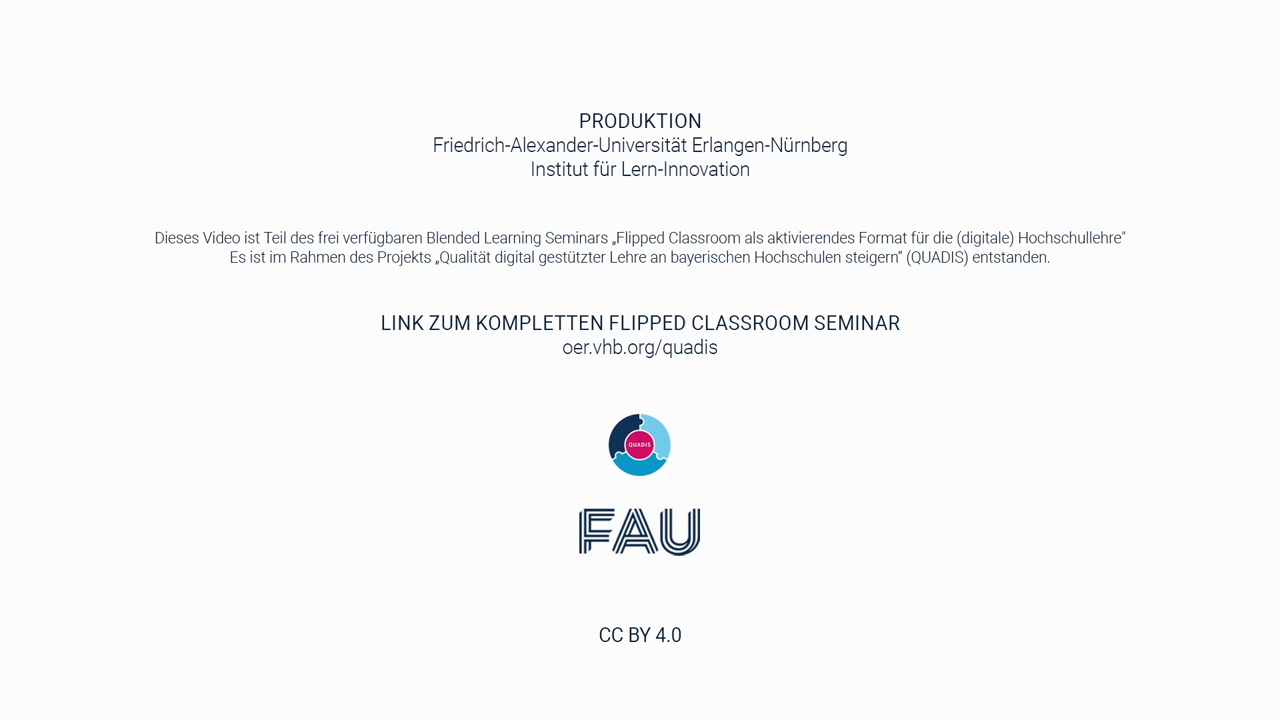 PRODUKTION
Friedrich-Alexander-Universität Erlangen-Nürnberg
Institut für Lern-Innovation
Dieses Video ist Teil des frei verfügbaren Blended Learning Seminars „Flipped Classroom als aktivierendes Format für die (digitale) Hochschullehre"
Es ist im Rahmen des Projekts „Qualität digital gestützter Lehre an bayerischen Hochschulen steigern“ (QUADIS) entstanden.
LINK ZUM KOMPLETTEN FLIPPED CLASSROOM SEMINAR
oer.vhb.org/quadis
QUADIS
FAU
CC BY 4.0